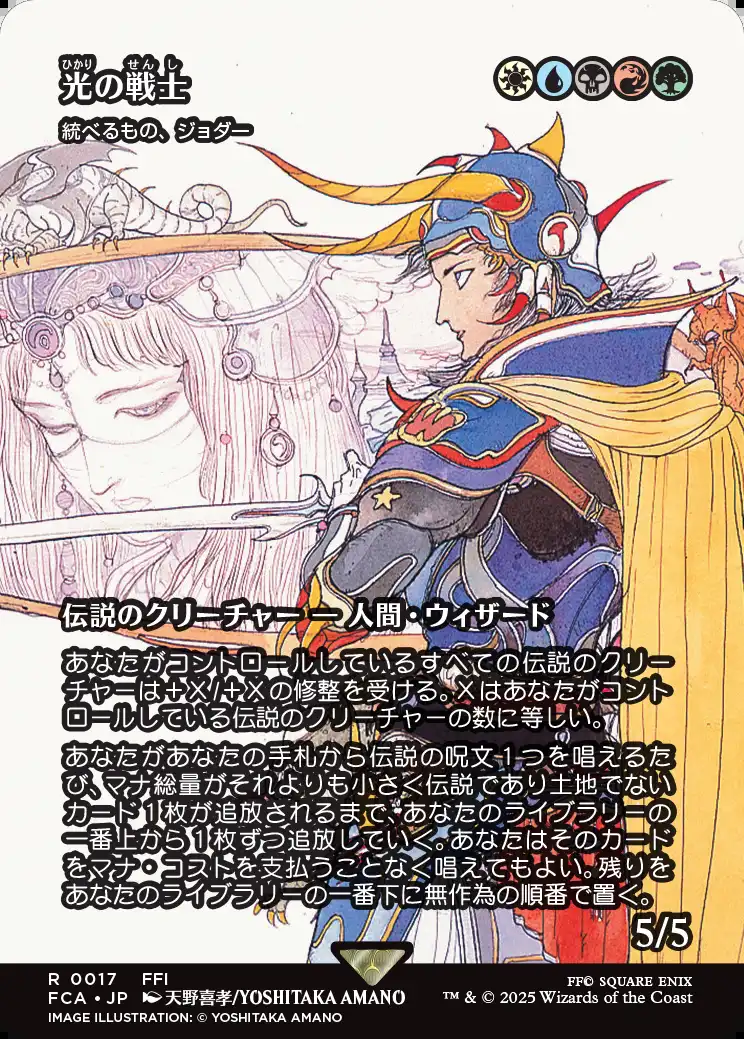 ひかり せんし
光の戦士
統べるもの、ジョダー
T
W
伝説のクリーチャー — 人間・ウィザード
あなたがコントロールしているすべての伝説のクリー
チャーは+X/+Xの修整を受ける。Xはあなたがコント
ロールしている伝説のクリーチャーの数に等しい。
あなたがあなたの手札から伝説の呪文1つを唱えるた
び、マナ総量がそれよりも小さく伝説であり土地でない
カード1枚が追放されるまで、あなたのライブラリーの
一番上から1枚ずつ追放していく。あなたはそのカード
をマナ・コストを支払うことなく唱えてもよい。残りを
あなたのライブラリーの一番下に無作為の順番で置く。
5/5
R 0017 FFI
FCA • JP 天野喜孝/YOSHITAKA AMANO
IMAGE ILLUSTRATION: © YOSHITAKA AMANO
FF© SQUARE ENIX
™ & © 2025 Wizards of the Coast